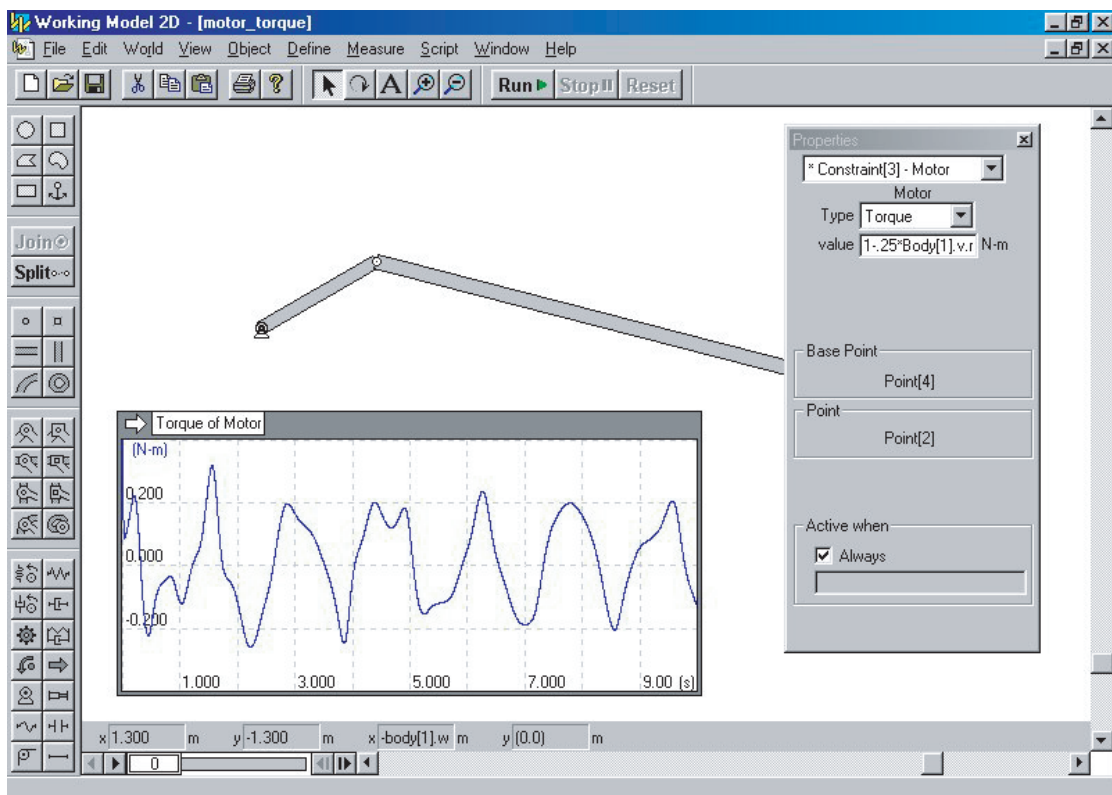 Working Model 2D - [motor_torque]
File Edit World View Object Define Measure Script Window Help
A Run Stop Reset
Join
Split
Properties
* Constraint[3] - Motor
Motor
Type Torque
value 1-.25*Body[1].v.r N-m
Base Point
Point[4]
Point
Point[2]
Active when
Always
Torque of Motor
(N-m)
0.200
0.000
-0.200
1.000 3.000 5.000 7.000 9.00 (s)
x 1.300 m y -1.300 m x -body[1].w m y (0.0) m
0